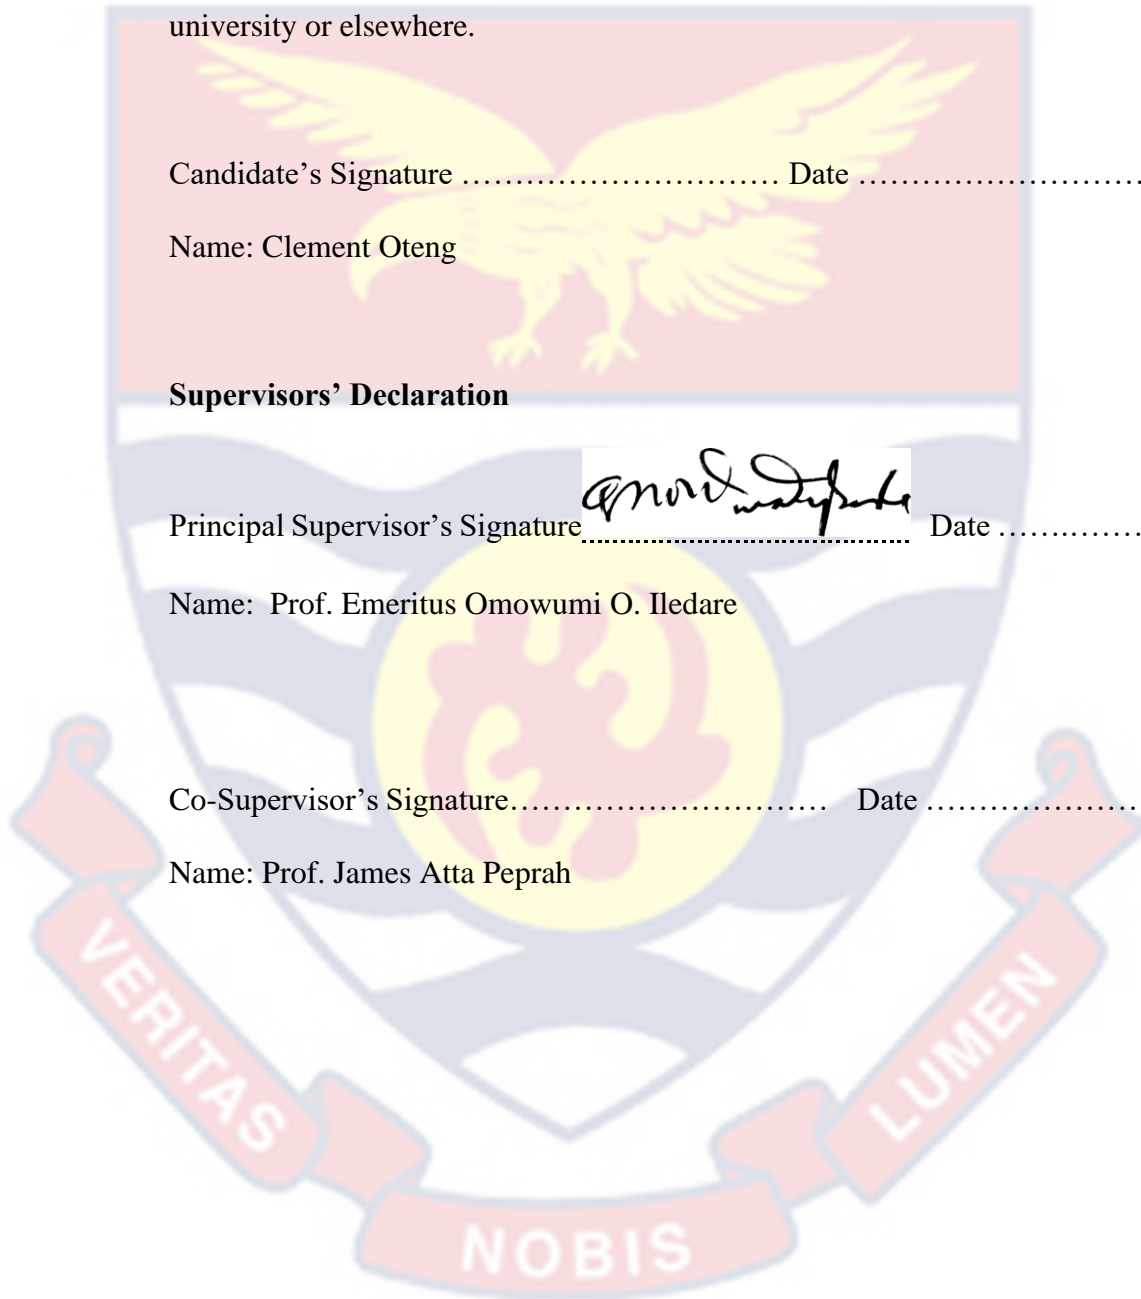 university or elsewhere.
Candidate’s Signature ………………………… Date ………………………
Name: Clement Oteng
Supervisors’ Declaration
Principal Supervisor’s Signature Date …………….
Name: Prof. Emeritus Omowumi O. Iledare
Co-Supervisor’s Signature………………………… Date …………………
Name: Prof. James Atta Peprah
VERITAS
NOBIS
LUMEN